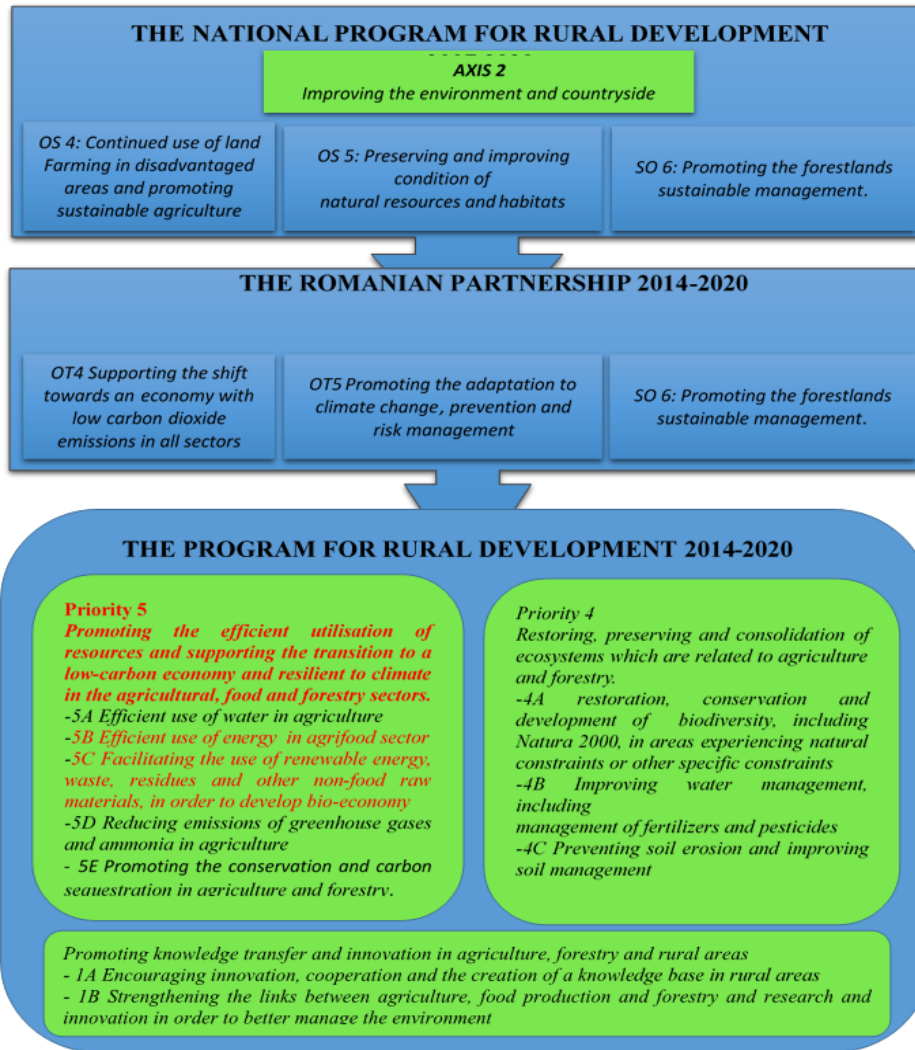 THE NATIONAL PROGRAM FOR RURAL DEVELOPMENT
AXIS 2
Improving the environment and countryside
OS 4: Continued use of land
Farming in disadvantaged
areas and promoting
sustainable agriculture
OS 5: Preserving and improving
condition of
natural resources and habitats
SO 6: Promoting the forestlands
sustainable management.
THE ROMANIAN PARTNERSHIP 2014-2020
OT4 Supporting the shift
towards an economy with
low carbon dioxide
emissions in all sectors
OT5 Promoting the adaptation to
climate change, prevention and
risk management
SO 6: Promoting the forestlands
sustainable management.
THE PROGRAM FOR RURAL DEVELOPMENT 2014-2020
Priority 5
Promoting the efficient utilisation of
resources and supporting the transition to a
low-carbon economy and resilient to climate
in the agricultural, food and forestry sectors.
-5A Efficient use of water in agriculture
-5B Efficient use of energy in agrifood sector
-5C Facilitating the use of renewable energy,
waste, residues and other non-food raw
materials, in order to develop bio-economy
-5D Reducing emissions of greenhouse gases
and ammonia in agriculture
- 5E Promoting the conservation and carbon
seauestration in agriculture and forestry.
Priority 4
Restoring, preserving and consolidation of
ecosystems which are related to agriculture
and forestry.
-4A restoration, conservation and
development of biodiversity, including
Natura 2000, in areas experiencing natural
constraints or other specific constraints
-4B Improving water management,
including
management of fertilizers and pesticides
-4C Preventing soil erosion and improving
soil management
Promoting knowledge transfer and innovation in agriculture, forestry and rural areas
- 1A Encouraging innovation, cooperation and the creation of a knowledge base in rural areas
- 1B Strengthening the links between agriculture, food production and forestry and research and
innovation in order to better manage the environment